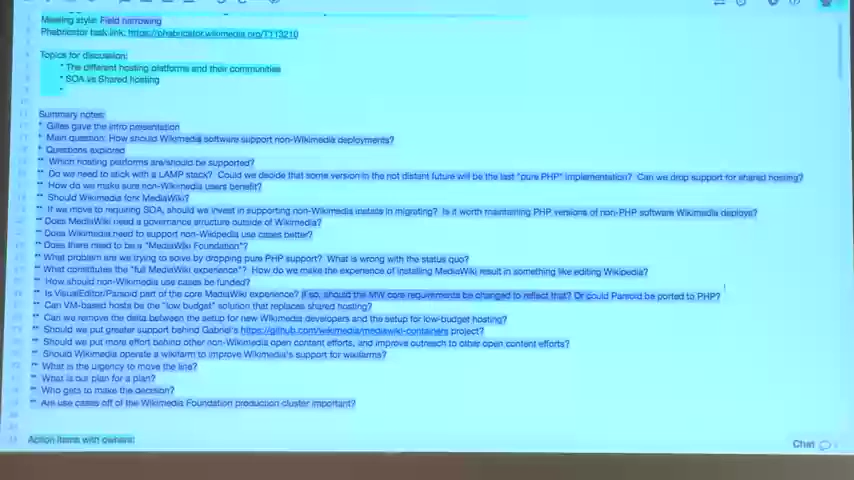 Meeting style: Field narrowing
Phabricator task link: https://phabricator.wikimedia.org/T113210
Topics for discussion:
* The different hosting platforms and their communities
* SOA vs Shared hosting
*
Summary notes:
* Gilles gave the intro presentation
* Main question: How should Wikimedia software support non-Wikimedia deployments?
* Questions explored
** Which hosting platforms are/should be supported?
** Do we need to stick with a LAMP stack? Could we decide that some version in the not distant future will be the last "pure PHP" implementation? Can we drop support for shared hosting?
** How do we make sure non-Wikimedia users benefit?
** Should Wikimedia fork MediaWiki?
** If we move to requiring SOA, should we invest in supporting non-Wikimedia installs in migrating? Is it worth maintaining PHP versions of non-PHP software Wikimedia deploys?
** Does MediaWiki need a governance structure outside of Wikimedia?
** Does Wikimedia need to support non-Wikipedia use cases better?
** Does there need to be a "MediaWiki Foundation"?
** What problem are we trying to solve by dropping pure PHP support? What is wrong with the status quo?
** What constitutes the "full MediaWiki experience"? How do we make the experience of installing MediaWiki result in something like editing Wikipedia?
** How should non-Wikimedia use cases be funded?
** Is VisualEditor/Parsoid part of the core MediaWiki experience? If so, should the MW core requirements be changed to reflect that? Or could Parsoid be ported to PHP?
** Can VM-based hosts be the "low budget" solution that replaces shared hosting?
** Can we remove the delta between the setup for new Wikimedia developers and the setup for low-budget hosting?
** Should we put greater support behind Gabriel's https://github.com/wikimedia/mediawiki-containers project?
** Should we put more effort behind other non-Wikimedia open content efforts, and improve outreach to other open content efforts?
** Should Wikimedia operate a wikifarm to improve Wikimedia's support for wikifarms?
** What is the urgency to move the line?
** What is our plan for a plan?
** Who gets to make the decision?
** Are use cases off of the Wikimedia Foundation production cluster important?
Action items with owners:
Chat